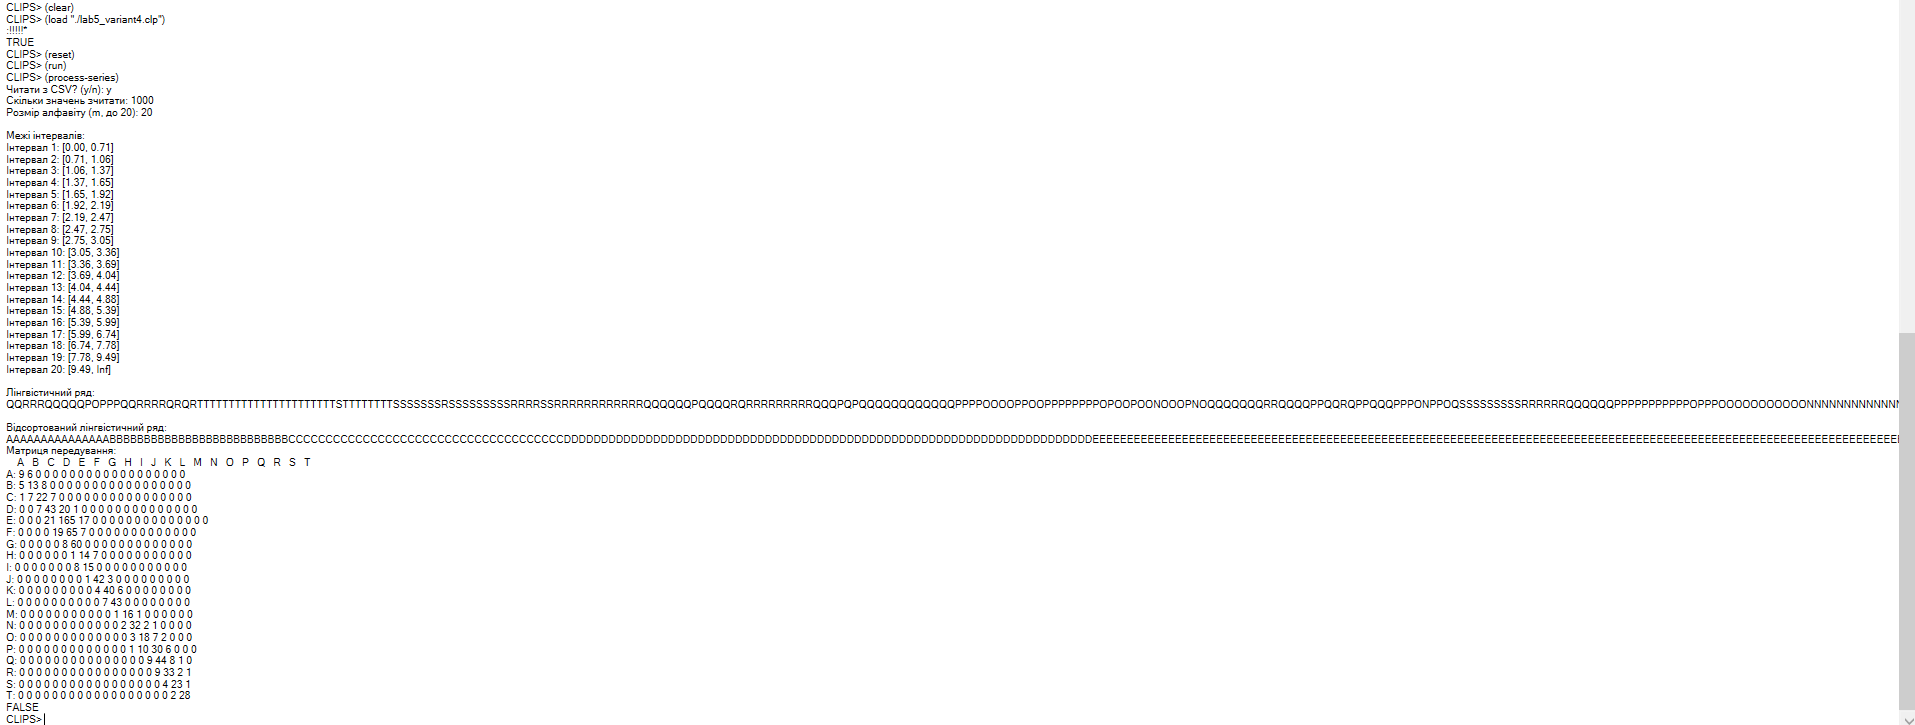 CLIPS> (clear)
CLIPS> (load "./lab5_variant4.clp")
:!!!!!*
TRUE
CLIPS> (reset)
CLIPS> (run)
CLIPS> (process-series)
Читати з CSV? (y/n): y
Скільки значень зчитати: 1000
Розмір алфавіту (m, до 20): 20
Межі інтервалів:
Інтервал 1: [0.00, 0.71]
Інтервал 2: [0.71, 1.06]
Інтервал 3: [1.06, 1.37]
Інтервал 4: [1.37, 1.65]
Інтервал 5: [1.65, 1.92]
Інтервал 6: [1.92, 2.19]
Інтервал 7: [2.19, 2.47]
Інтервал 8: [2.47, 2.75]
Інтервал 9: [2.75, 3.05]
Інтервал 10: [3.05, 3.36]
Інтервал 11: [3.36, 3.69]
Інтервал 12: [3.69, 4.04]
Інтервал 13: [4.04, 4.44]
Інтервал 14: [4.44, 4.88]
Інтервал 15: [4.88, 5.39]
Інтервал 16: [5.39, 5.99]
Інтервал 17: [5.99, 6.74]
Інтервал 18: [6.74, 7.78]
Інтервал 19: [7.78, 9.49]
Інтервал 20: [9.49, Inf]
Лінгвістичний ряд:
Відсортований лінгвістичний ряд:
Матриця передування:
A B C D E F G H I J K L M N O P Q R S T
A: 9 6 0 0 0 0 0 0 0 0 0 0 0 0 0 0 0 0 0 0
B: 5 13 8 0 0 0 0 0 0 0 0 0 0 0 0 0 0 0 0 0
C: 1 7 22 7 0 0 0 0 0 0 0 0 0 0 0 0 0 0 0 0
D: 0 0 7 43 20 1 0 0 0 0 0 0 0 0 0 0 0 0 0 0
E: 0 0 0 21 165 17 0 0 0 0 0 0 0 0 0 0 0 0 0 0
F: 0 0 0 0 19 65 7 0 0 0 0 0 0 0 0 0 0 0 0 0
G: 0 0 0 0 0 8 60 0 0 0 0 0 0 0 0 0 0 0 0 0
H: 0 0 0 0 0 0 1 14 7 0 0 0 0 0 0 0 0 0 0 0
I: 0 0 0 0 0 0 0 8 15 0 0 0 0 0 0 0 0 0 0 0
J: 0 0 0 0 0 0 0 0 1 42 3 0 0 0 0 0 0 0 0 0
K: 0 0 0 0 0 0 0 0 0 4 40 6 0 0 0 0 0 0 0 0
L: 0 0 0 0 0 0 0 0 0 0 7 43 0 0 0 0 0 0 0 0
M: 0 0 0 0 0 0 0 0 0 0 0 1 16 1 0 0 0 0 0 0
N: 0 0 0 0 0 0 0 0 0 0 0 0 2 32 2 1 0 0 0 0
O: 0 0 0 0 0 0 0 0 0 0 0 0 0 3 18 7 2 0 0 0
P: 0 0 0 0 0 0 0 0 0 0 0 0 0 1 10 30 6 0 0 0
Q: 0 0 0 0 0 0 0 0 0 0 0 0 0 0 0 9 44 8 1 0
R: 0 0 0 0 0 0 0 0 0 0 0 0 0 0 0 0 9 33 2 1
S: 0 0 0 0 0 0 0 0 0 0 0 0 0 0 0 0 0 4 23 1
T: 0 0 0 0 0 0 0 0 0 0 0 0 0 0 0 0 0 0 2 28
FALSE
CLIPS>